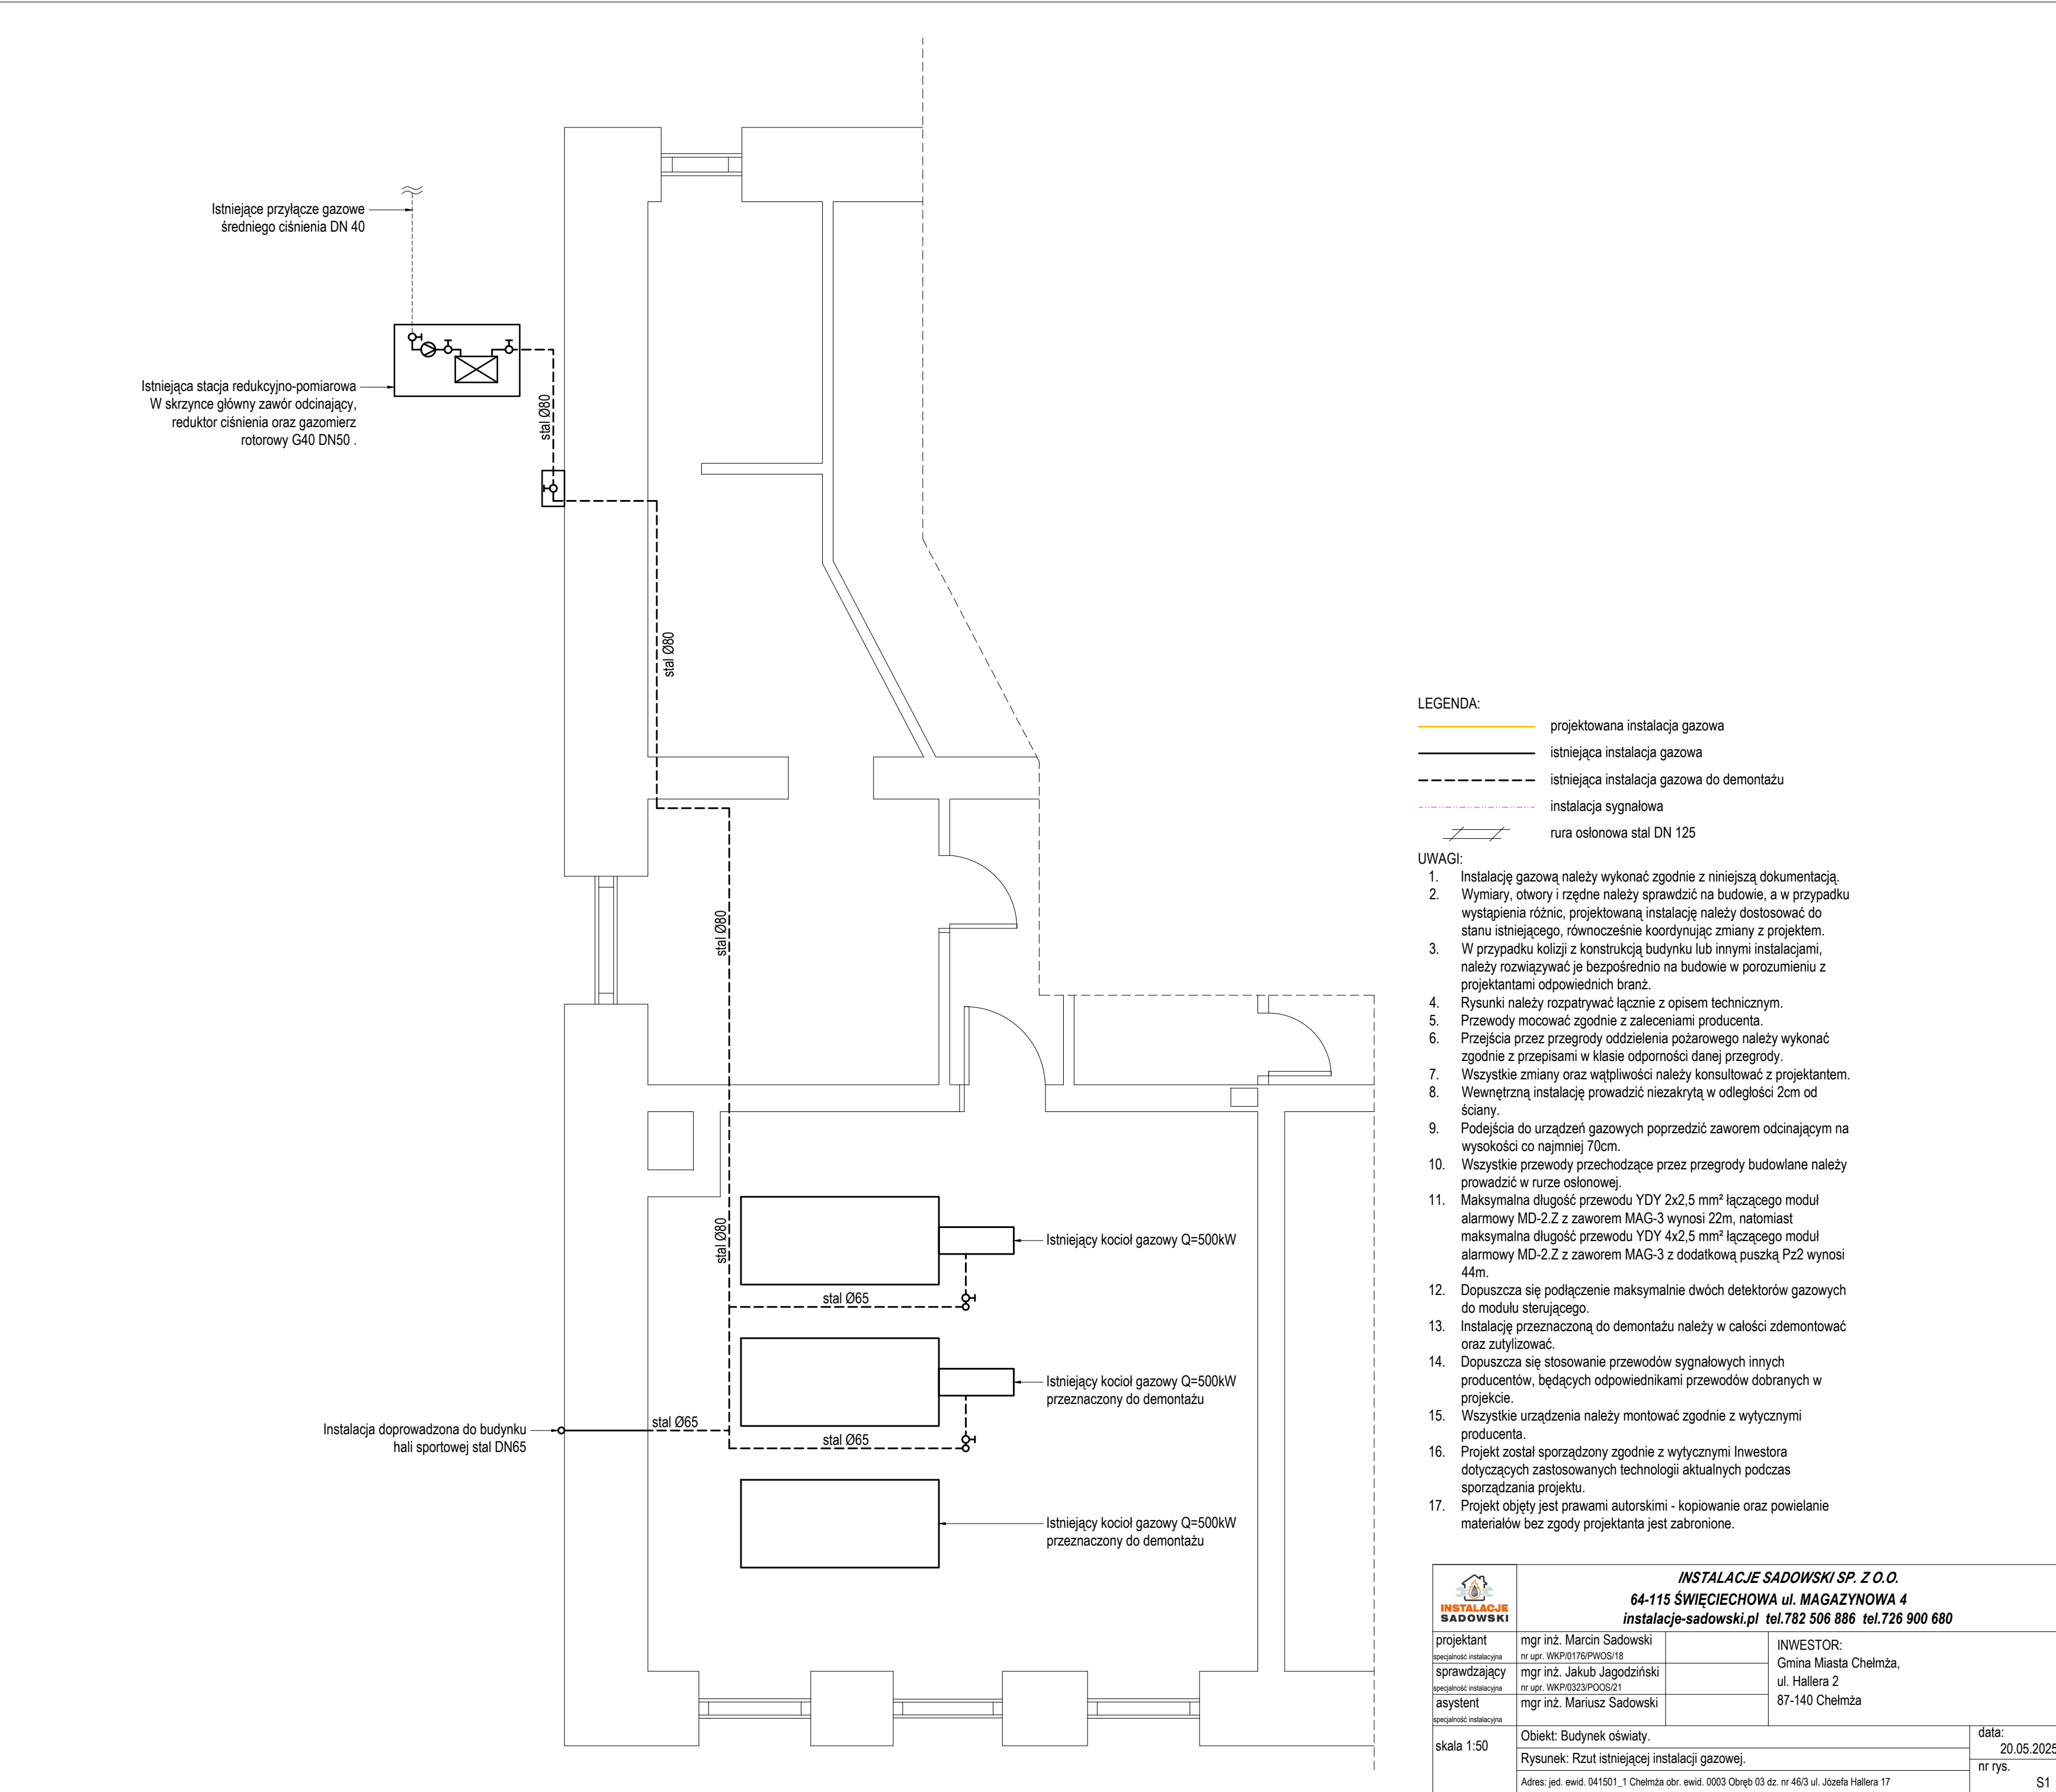 Istniejące przyłącze gazowe
średniego ciśnienia DN 40
Istniejąca stacja redukcyjno-pomiarowa
W skrzynce główny zawór odcinający,
reduktor ciśnienia oraz gazomierz
rotorowy G40 DN50 .
stal Ø80
stal Ø80
stal Ø80
stal Ø80
Istniejący kocioł gazowy Q=500kW
stal Ø65
Istniejący kocioł gazowy Q=500kW
przeznaczony do demontażu
stal Ø65
stal Ø65
Instalacja doprowadzona do budynku
hali sportowej stal DN65
Istniejący kocioł gazowy Q=500kW
przeznaczony do demontażu
LEGENDA:
projektowana instalacja gazowa
istniejąca instalacja gazowa
istniejąca instalacja gazowa do demontażu
instalacja sygnałowa
rura osłonowa stal DN 125
UWAGI:
1. Instalację gazową należy wykonać zgodnie z niniejszą dokumentacją.
2. Wymiary, otwory i rzędne należy sprawdzić na budowie, a w przypadku
wystąpienia różnic, projektowaną instalację należy dostosować do
stanu istniejącego, równocześnie koordynując zmiany z projektem.
3. W przypadku kolizji z konstrukcją budynku lub innymi instalacjami,
należy rozwiązywać je bezpośrednio na budowie w porozumieniu z
projektantami odpowiednich branż.
4. Rysunki należy rozpatrywać łącznie z opisem technicznym.
5. Przewody mocować zgodnie z zaleceniami producenta.
6. Przejścia przez przegrody oddzielenia pożarowego należy wykonać
zgodnie z przepisami w klasie odporności danej przegrody.
7. Wszystkie zmiany oraz wątpliwości należy konsultować z projektantem.
8. Wewnętrzną instalację prowadzić niezakrytą w odległości 2cm od
ściany.
9. Podejścia do urządzeń gazowych poprzedzić zaworem odcinającym na
wysokości co najmniej 70cm.
10. Wszystkie przewody przechodzące przez przegrody budowlane należy
prowadzić w rurze osłonowej.
11. Maksymalna długość przewodu YDY 2x2,5 mm² łączącego moduł
alarmowy MD-2.Z z zaworem MAG-3 wynosi 22m, natomiast
maksymalna długość przewodu YDY 4x2,5 mm² łączącego moduł
alarmowy MD-2.Z z zaworem MAG-3 z dodatkową puszką Pz2 wynosi
44m.
12. Dopuszcza się podłączenie maksymalnie dwóch detektorów gazowych
do modułu sterującego.
13. Instalację przeznaczoną do demontażu należy w całości zdemontować
oraz zutylizować.
14. Dopuszcza się stosowanie przewodów sygnałowych innych
producentów, będących odpowiednikami przewodów dobranych w
projekcie.
15. Wszystkie urządzenia należy montować zgodnie z wytycznymi
producenta.
16. Projekt został sporządzony zgodnie z wytycznymi Inwestora
dotyczących zastosowanych technologii aktualnych podczas
sporządzania projektu.
17. Projekt objęty jest prawami autorskimi - kopiowanie oraz powielanie
materiałów bez zgody projektanta jest zabronione.
INSTALACJE
SADOWSKI
INSTALACJE SADOWSKI SP. Z O.O.
64-115 ŚWIĘCIECHOWA ul. MAGAZYNOWA 4
instalacje-sadowski.pl tel.782 506 886 tel.726 900 680
projektant
specjalność instalacyjna
mgr inż. Marcin Sadowski
nr upr. WKP/0176/PWOS/18
sprawdzający
specjalność instalacyjna
mgr inż. Jakub Jagodziński
nr upr. WKP/0323/POOS/21
asystent
specjalność instalacyjna
mgr inż. Mariusz Sadowski
INWESTOR:
Gmina Miasta Chełmża,
ul. Hallera 2
87-140 Chełmża
skala 1:50
Obiekt: Budynek oświaty.
Rysunek: Rzut istniejącej instalacji gazowej.
Adres: jed. ewid. 041501_1 Chełmża obr. ewid. 0003 Obręb 03 dz. nr 46/3 ul. Józefa Hallera 17
data:
20.05.2025
nr rys.
S1